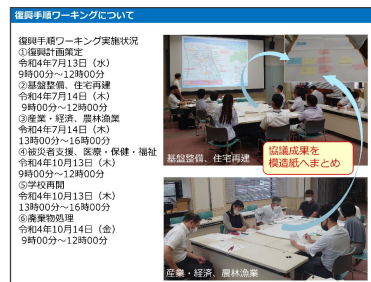 復興手順ワーキングについて
復興手順ワーキング実施状況
①復興計画策定
令和4年7月13日（水）
9時00分～12時00分
②基盤整備、住宅再建
令和4年7月14日（木）
9時00分～12時00分
③産業・経済、農林漁業
令和4年7月14日（木）
13時00分～16時00分
④被災者支援、医療・保健・福祉
令和4年10月13日（木）
9時00分～12時00分
⑤学校再開
令和4年10月13日（木）
13時00分～16時00分
⑥廃棄物処理
令和4年10月14日（金）
9時00分～12時00分
基盤整備、住宅再建
協議成果を
模造紙へまとめ
産業・経済、農林漁業